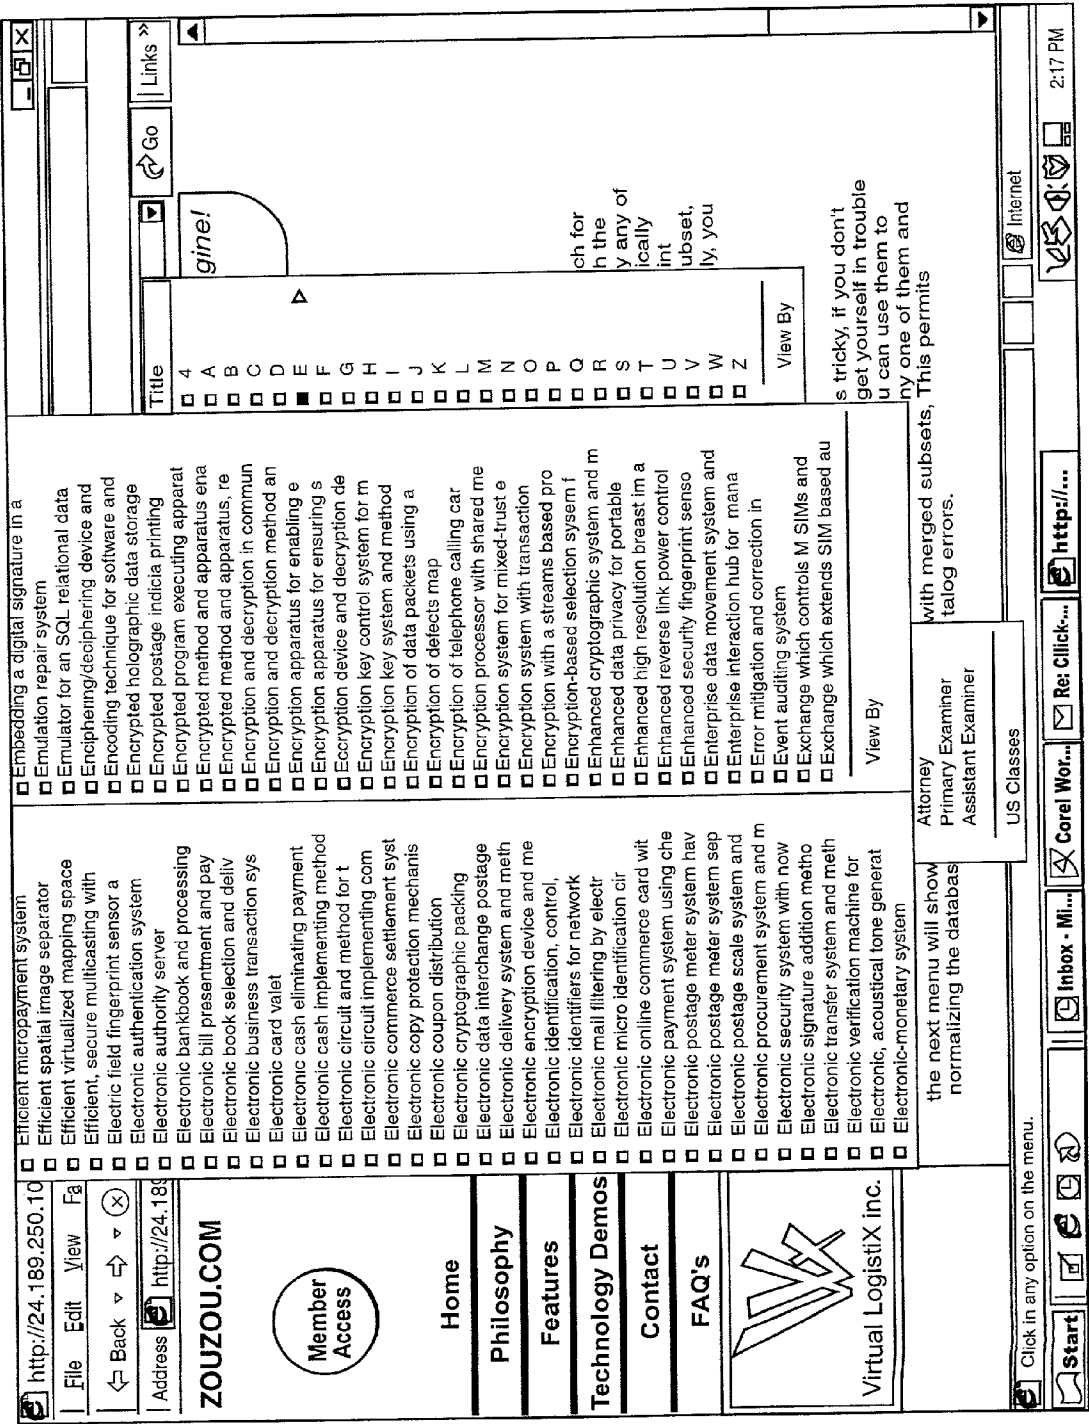 http://24.189.250.10
File Edit View Fa
Back
Address http://24.189
Go
Links »
ZOUZOU.COM
Member
Access
Home
Philosophy
Features
Technology Demos
Contact
FAQ's
Virtual LogistiX inc.
Efficient micropayment system
Efficient spatial image separator
Efficient virtualized mapping space
Efficient, secure multicasting with
Electric field fingerprint sensor a
Electronic authentication system
Electronic authority server
Electronic bankbook and processing
Electronic bill presentment and pay
Electronic book selection and deliv
Electronic business transaction sys
Electronic card valet
Electronic cash eliminating payment
Electronic cash implementing method
Electronic circuit and method for t
Electronic circuit implementing com
Electronic commerce settlement syst
Electronic copy protection mechanis
Electronic coupon distribution
Electronic cryptographic packing
Electronic data interchange postage
Electronic delivery system and meth
Electronic encryption device and me
Electronic identification, control,
Electronic identifiers for network
Electronic mall filtering by electr
Electronic micro identification cir
Electronic online commerce card wit
Electronic payment system using che
Electronic postage meter system hav
Electronic postage meter system sep
Electronic postage scale system and
Electronic procurement system and m
Electronic security system with now
Electronic signature addition metho
Electronic transfer system and meth
Electronic verification machine for
Electronic, acoustical tone generat
Electronic-monetary system
Embedding a digital signature in a
Emutation repair system
Emulator for an SQL relational data
Enciphering/deciphering device and
Encoding technique for software and
Encrypted holographic data storage
Encrypted postage indicia printing
Encrypted program executing apparat
Encrypted method and apparatus ena
Encrypted method and apparatus, re
Encryption and decryption in commun
Encryption and decryption method an
Encryption apparatus for enabling e
Encryption apparatus for ensuring s
Eccryption device and decryption de
Encryption key control system for m
Encryption key system and method
Encryption of data packets using a
Encryption of defects map
Encryption of telephone calling car
Encryption processor with shared me
Encryption system for mixed-trust e
Encryption system with transaction
Encryption with a streams based pro
Encryption-based selection sysem f
Enhanced cryptographic system and m
Enhanced data privacy for portable
Enhanced high resolution breast im a
Enhanced reverse link power control
Enhanced security fingerprint senso
Enterprise data movement system and
Enterprise interaction hub for mana
Error mitigation and correction in
Event auditing system
Exchange which controls M SIMs and
Exchange which extends SIM based au
View By
Title
4
A
B
C
D
E
F
G
H
I
J
K
L
M
N
O
P
Q
R
S
T
U
V
W
Z
View By
gine!
ch for
h the
y any of
ically
int
ubset,
ly, you
s tricky, if you don't
get yourself in trouble
u can use them to
ny one of them and
with merged subsets, This permits
talog errors.
the next menu will show
normalizing the databas
Attorney
Primary Examiner
Assistant Examiner
US Classes
Click in any option on the menu.
Internet
Start
Inbox - Mi...
Corel Wor...
Re: Cllick-...
http://...
2:17 PM